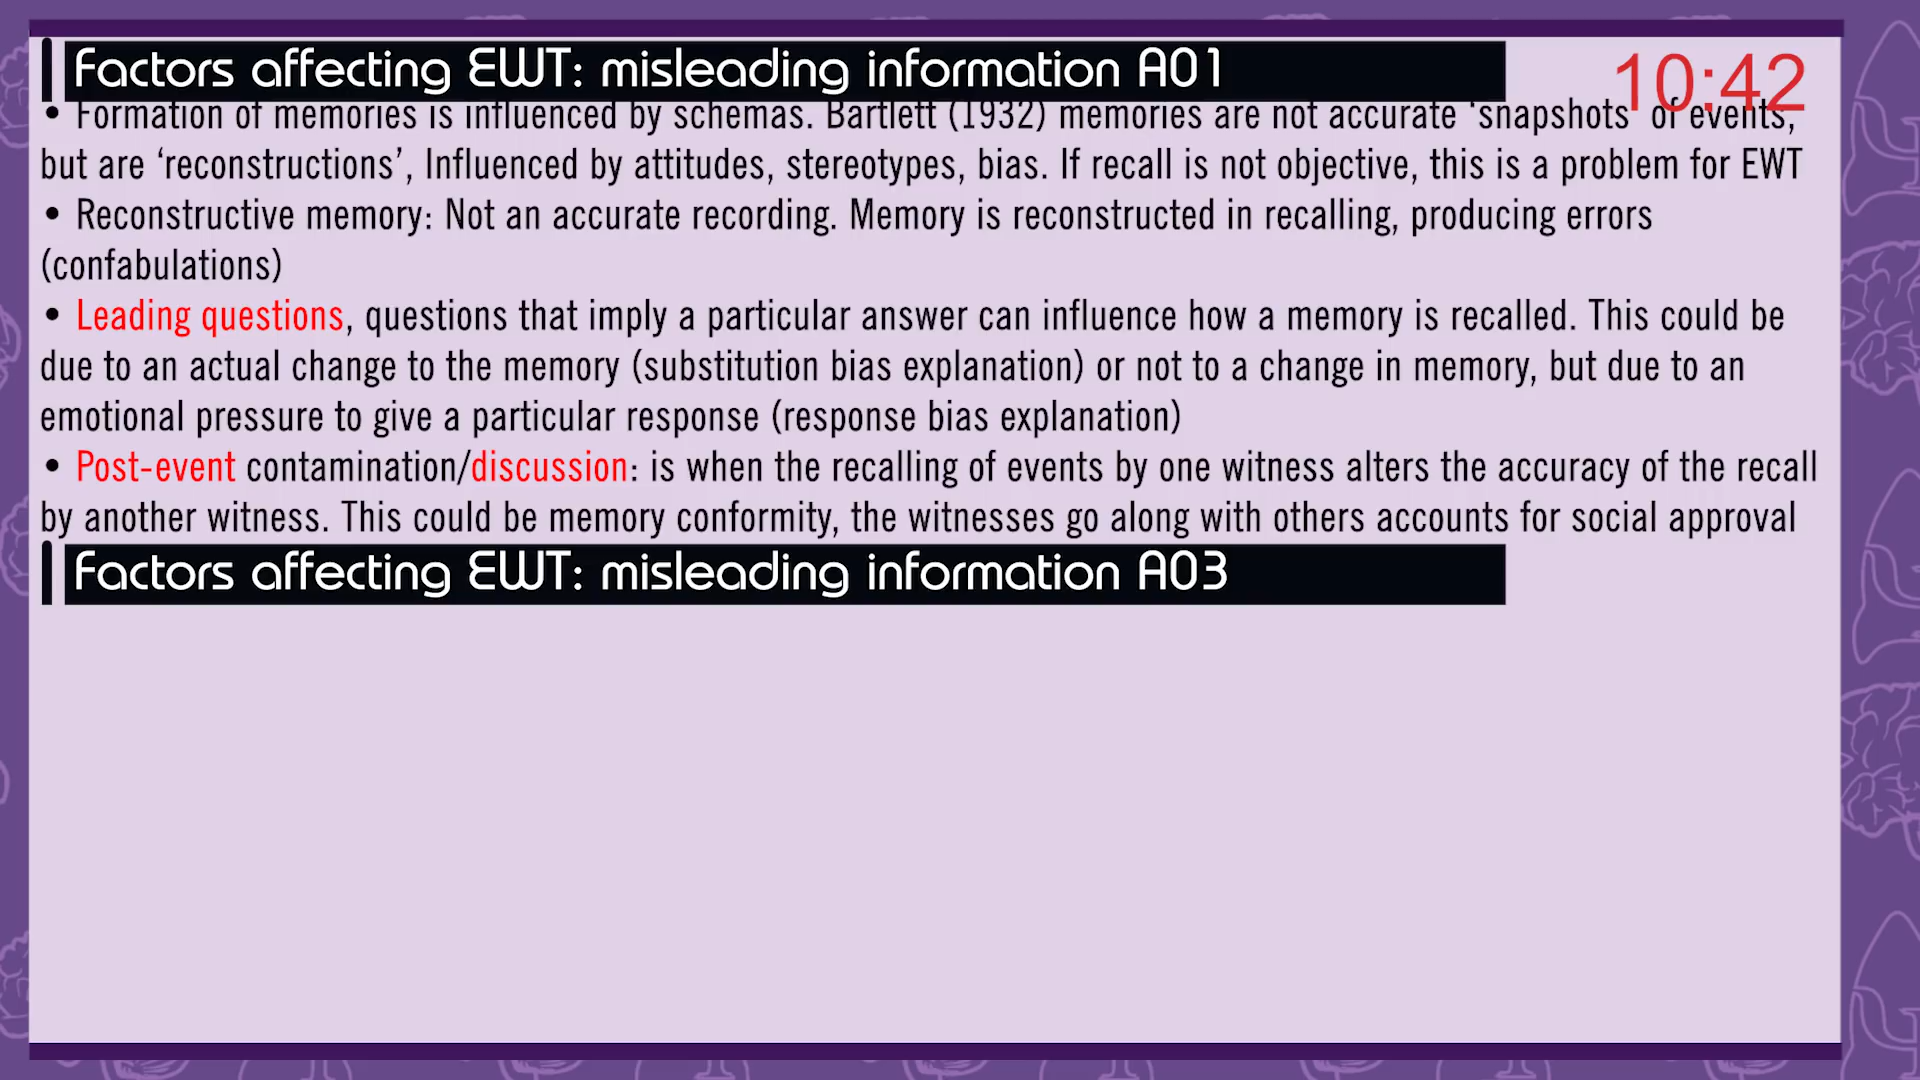 Factors affecting EWT: misleading information AO1
10:42
• Formation of memories is influenced by schemas. Bartlett (1932) memories are not accurate ‘snapshots’ of events,
but are ‘reconstructions’, Influenced by attitudes, stereotypes, bias. If recall is not objective, this is a problem for EWT
• Reconstructive memory: Not an accurate recording. Memory is reconstructed in recalling, producing errors
(confabulations)
• Leading questions, questions that imply a particular answer can influence how a memory is recalled. This could be
due to an actual change to the memory (substitution bias explanation) or not to a change in memory, but due to an
emotional pressure to give a particular response (response bias explanation)
• Post-event contamination/discussion: is when the recalling of events by one witness alters the accuracy of the recall
by another witness. This could be memory conformity, the witnesses go along with others accounts for social approval
Factors affecting EWT: misleading information AO3